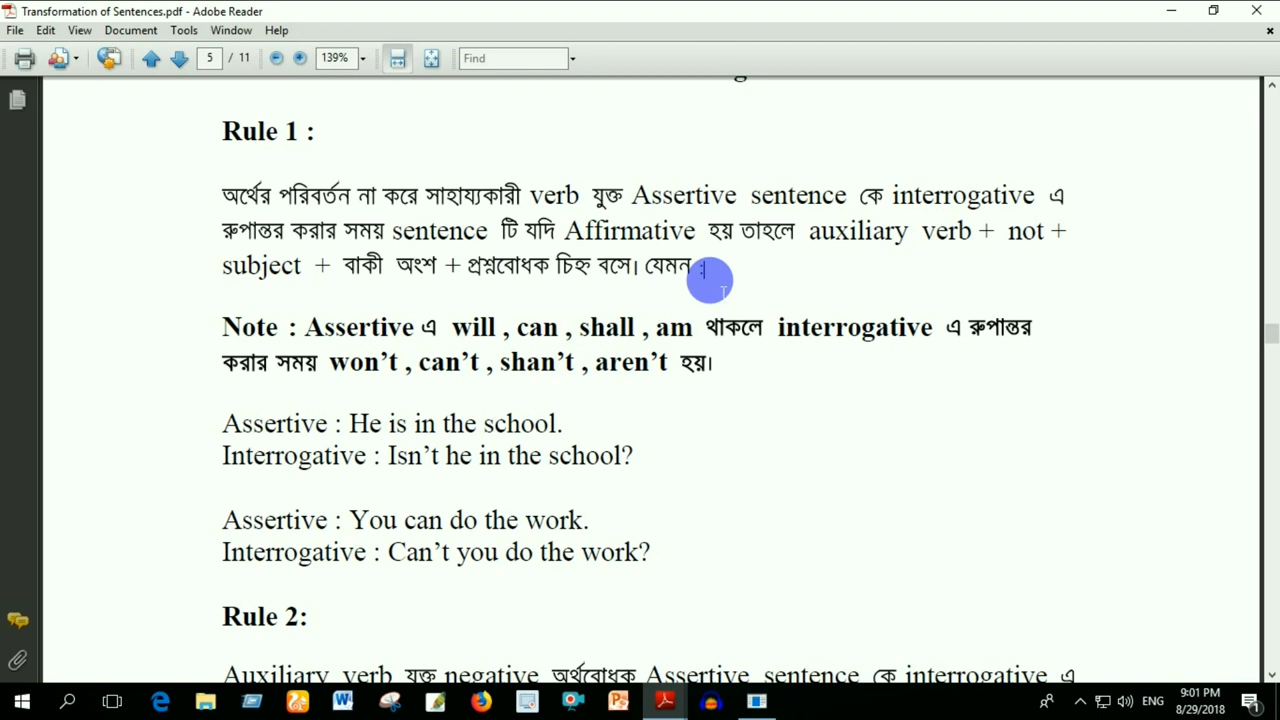 Transformation of Sentences.pdf - Adobe Reader
File Edit View Document Tools Window Help
5 / 11 139% Find
Rule 1 :
অর্থের পরিবর্তন না করে সাহায্যকারী verb যুক্ত Assertive sentence কে interrogative এ
রুপান্তর করার সময় sentence টি যদি Affirmative হয় তাহলে auxiliary verb + not +
subject + বাকী অংশ + প্রশ্নবোধক চিহ্ন বসে। যেমন :
Note : Assertive এ will , can , shall , am থাকলে interrogative এ রুপান্তর
করার সময় won’t , can’t , shan’t , aren’t হয়।
Assertive : He is in the school.
Interrogative : Isn’t he in the school?
Assertive : You can do the work.
Interrogative : Can’t you do the work?
Rule 2:
Auxiliary verb যুক্ত negative অর্থবোধক Assertive sentence কে interrogative এ
ENG
9:01 PM
8/29/2018